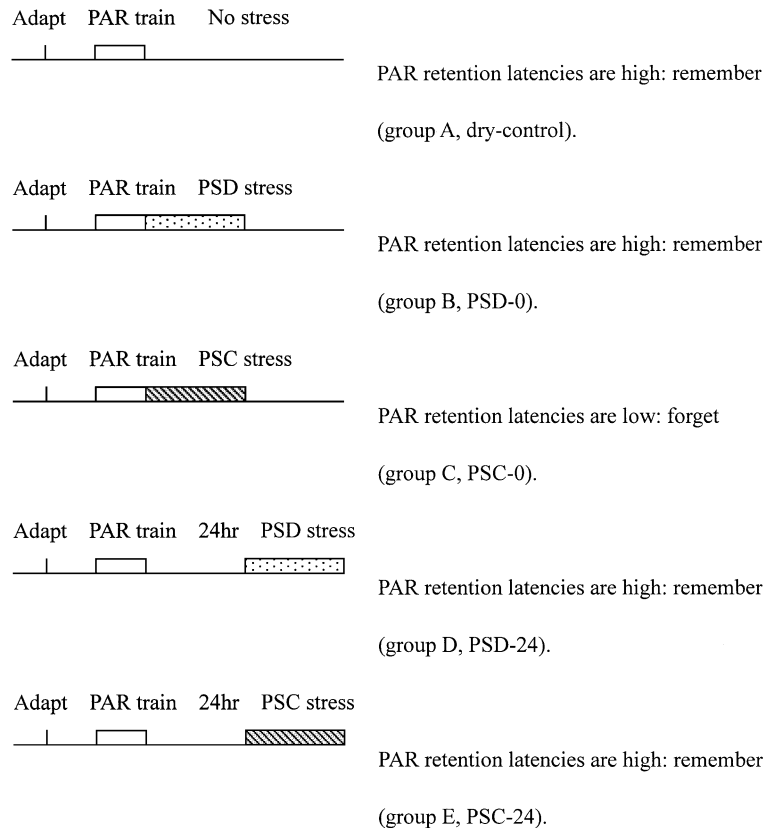 Adapt PAR train No stress
PAR retention latencies are high: remember
(group A, dry-control).
Adapt PAR train PSD stress
PAR retention latencies are high: remember
(group B, PSD-0).
Adapt PAR train PSC stress
PAR retention latencies are low: forget
(group C, PSC-0).
Adapt PAR train 24hr PSD stress
PAR retention latencies are high: remember
(group D, PSD-24).
Adapt PAR train 24hr PSC stress
PAR retention latencies are high: remember
(group E, PSC-24).